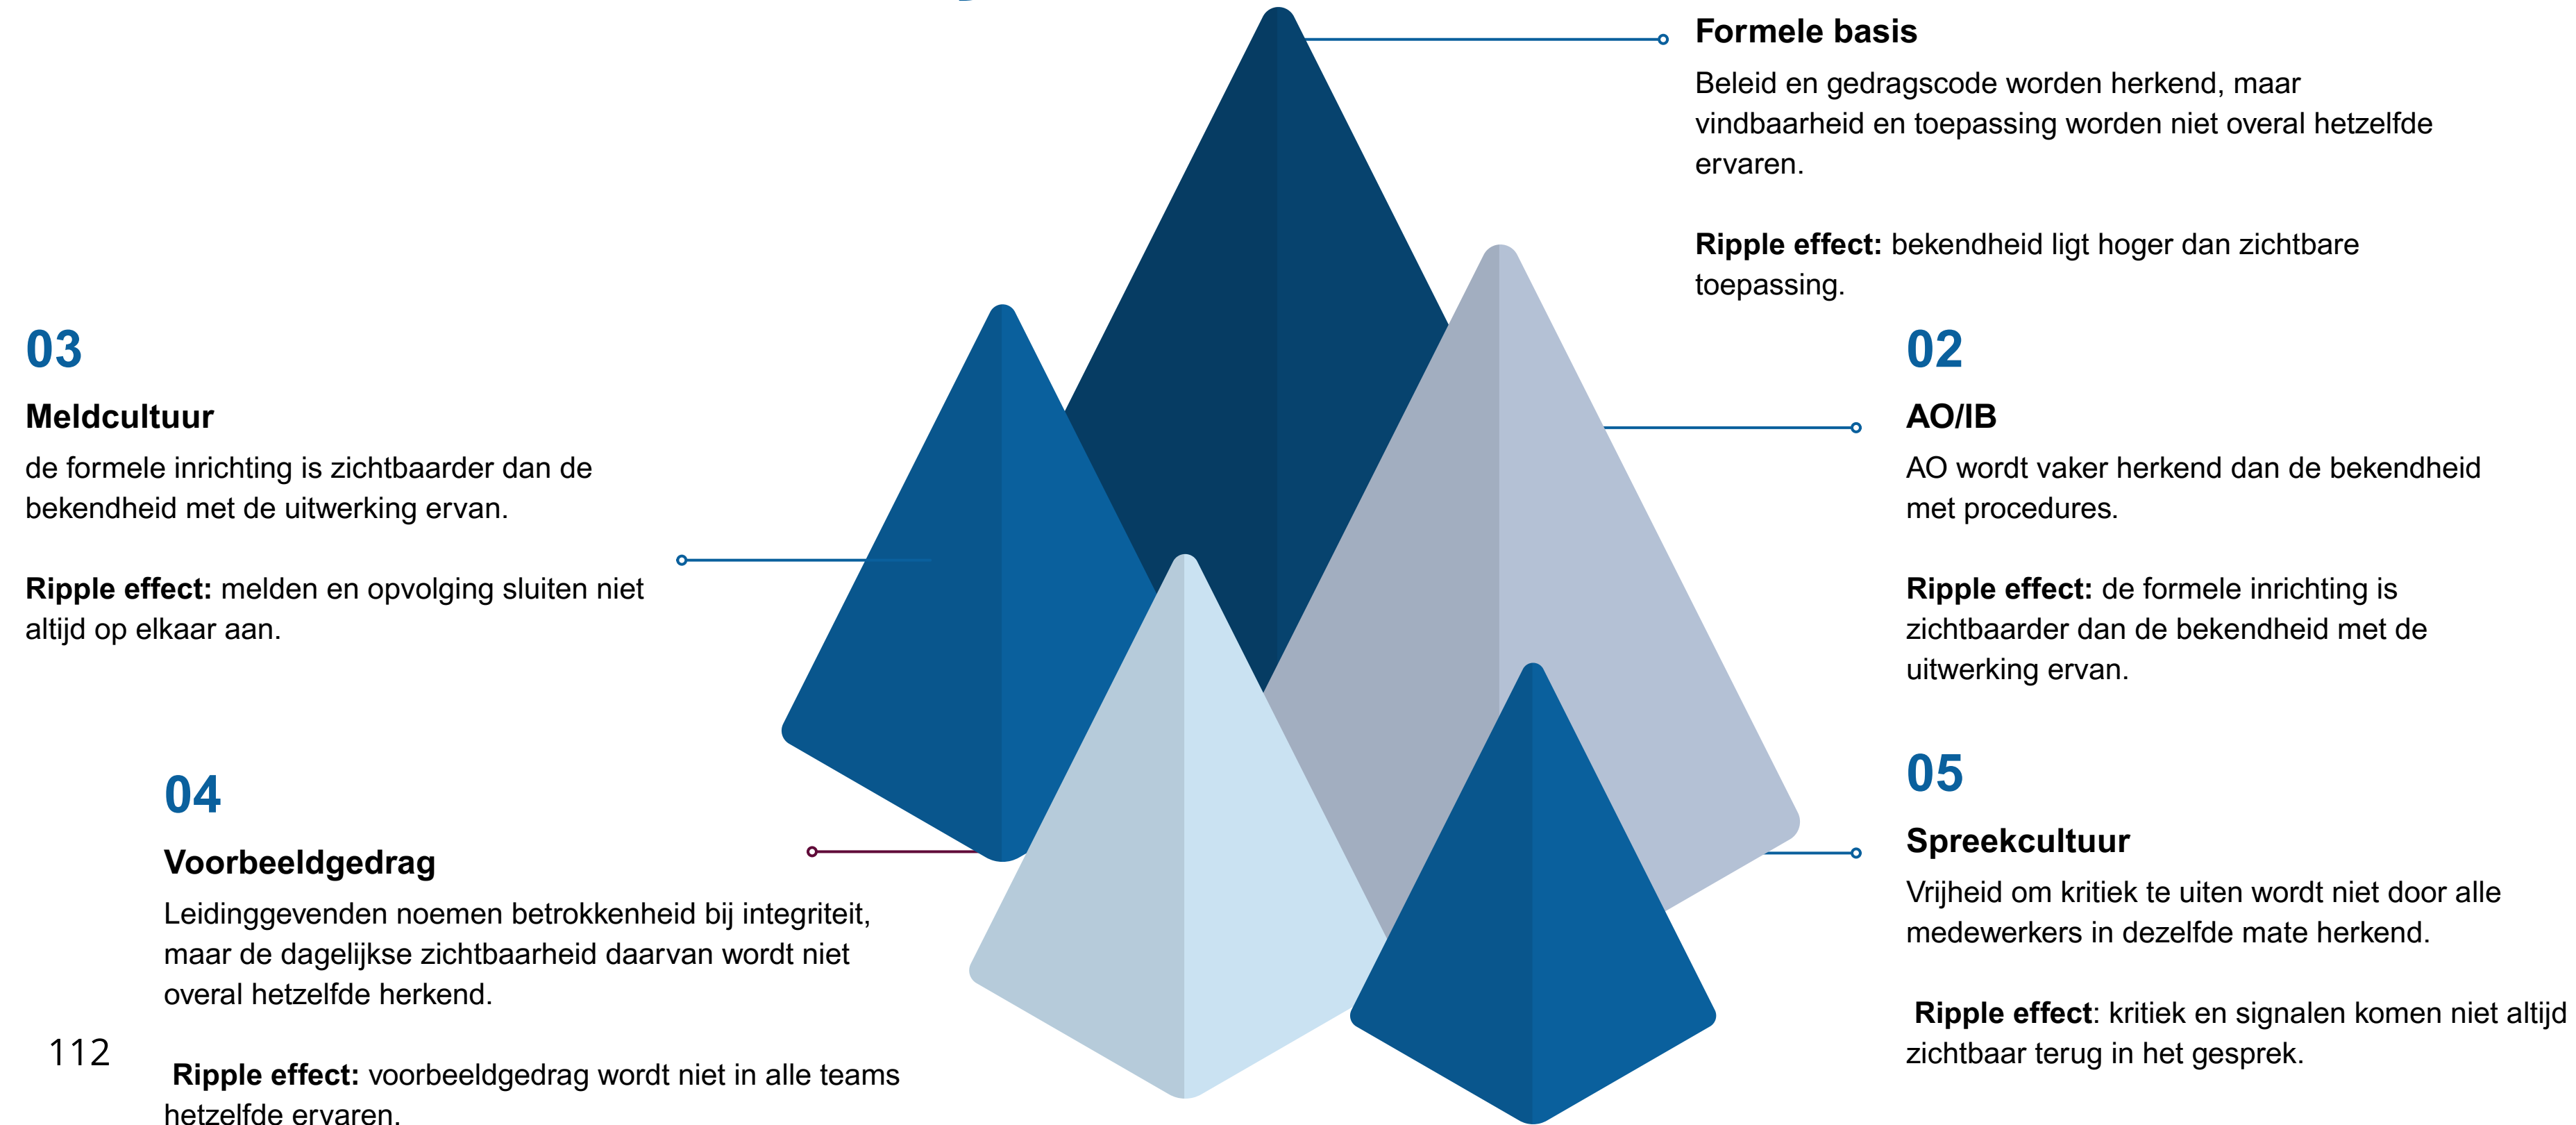 Formele basis
Beleid en gedragscode worden herkend, maar
vindbaarheid en toepassing worden niet overal hetzelfde
ervaren.
Ripple effect: bekendheid ligt hoger dan zichtbare
toepassing.
02
AO/IB
AO wordt vaker herkend dan de bekendheid
met procedures.
Ripple effect: de formele inrichting is
zichtbaarder dan de bekendheid met de
uitwerking ervan.
03
Meldcultuur
de formele inrichting is zichtbaarder dan de
bekendheid met de uitwerking ervan.
Ripple effect: melden en opvolging sluiten niet
altijd op elkaar aan.
04
Voorbeeldgedrag
Leidinggevenden noemen betrokkenheid bij integriteit,
maar de dagelijkse zichtbaarheid daarvan wordt niet
overal hetzelfde herkend.
Ripple effect: voorbeeldgedrag wordt niet in alle teams
hetzelfde ervaren.
05
Spreekcultuur
Vrijheid om kritiek te uiten wordt niet door alle
medewerkers in dezelfde mate herkend.
Ripple effect: kritiek en signalen komen niet altijd
zichtbaar terug in het gesprek.
112